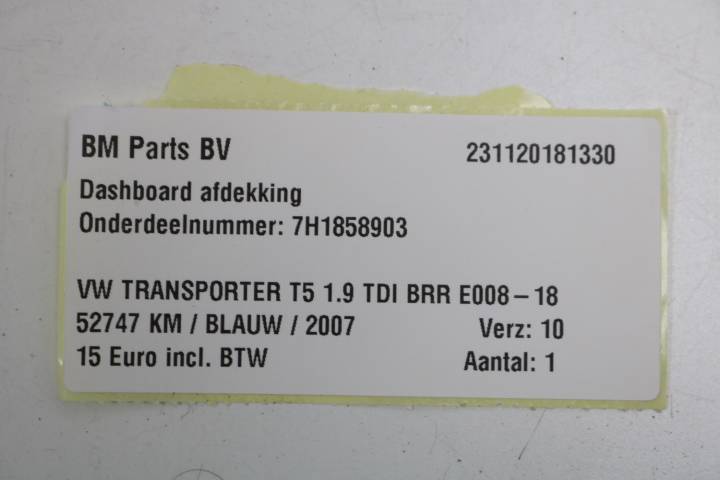 BM Parts BV 231120181330
Dashboard afdekking
Onderdeelnummer: 7H1858903
VW TRANSPORTER T5 1.9 TDI BRR E008-18
52747 KM / BLAUW / 2007 Verz: 10
15 Euro incl. BTW Aantal: 1